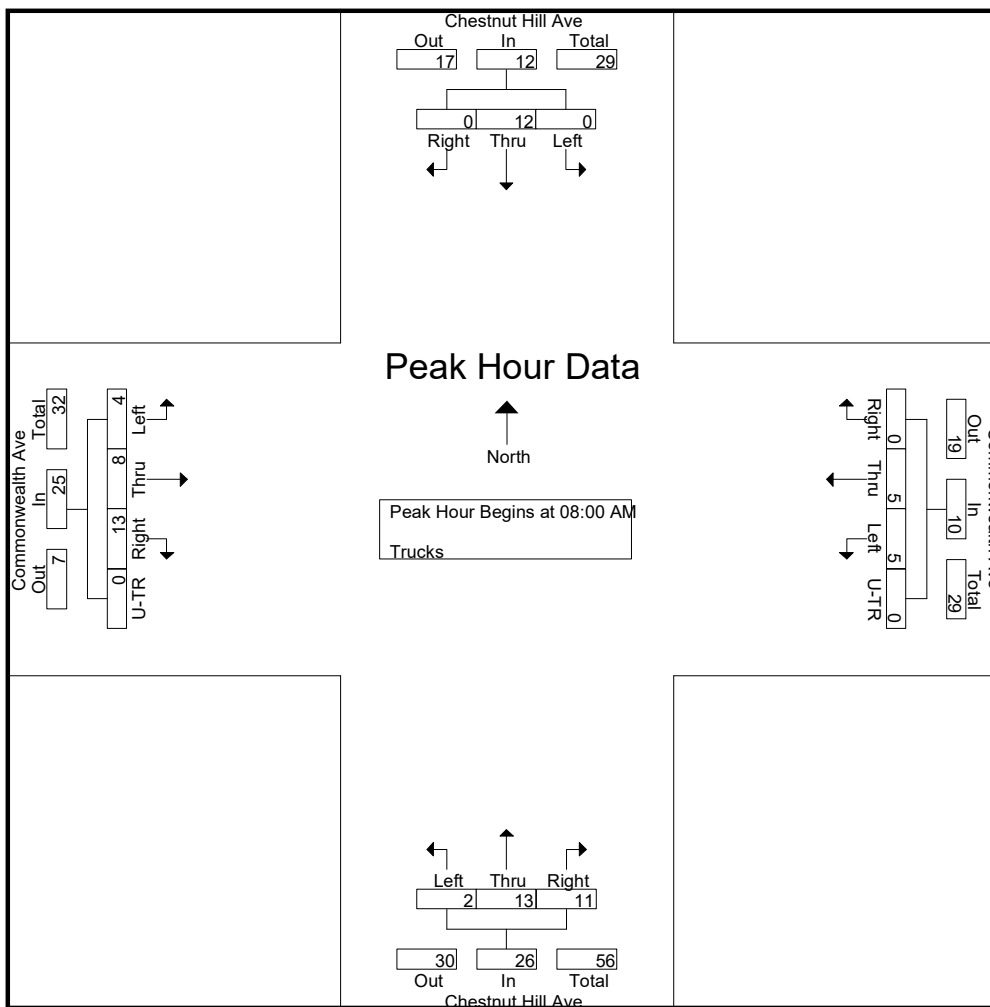 Chestnut Hill Ave
Out In Total
17 12 29
0 12 0
Right Thru Left
Peak Hour Data
North
Peak Hour Begins at 08:00 AM
Trucks
Commonwealth Ave
Out In Total
7 25 32
0 13 8 4
U-TR Right Thru Left
Out In Total
19 10 29
0 5 5 0
Right Thru Left U-TR
Left Thru Right
2 13 11
30 26 56
Out In Total
Chestnut Hill Ave